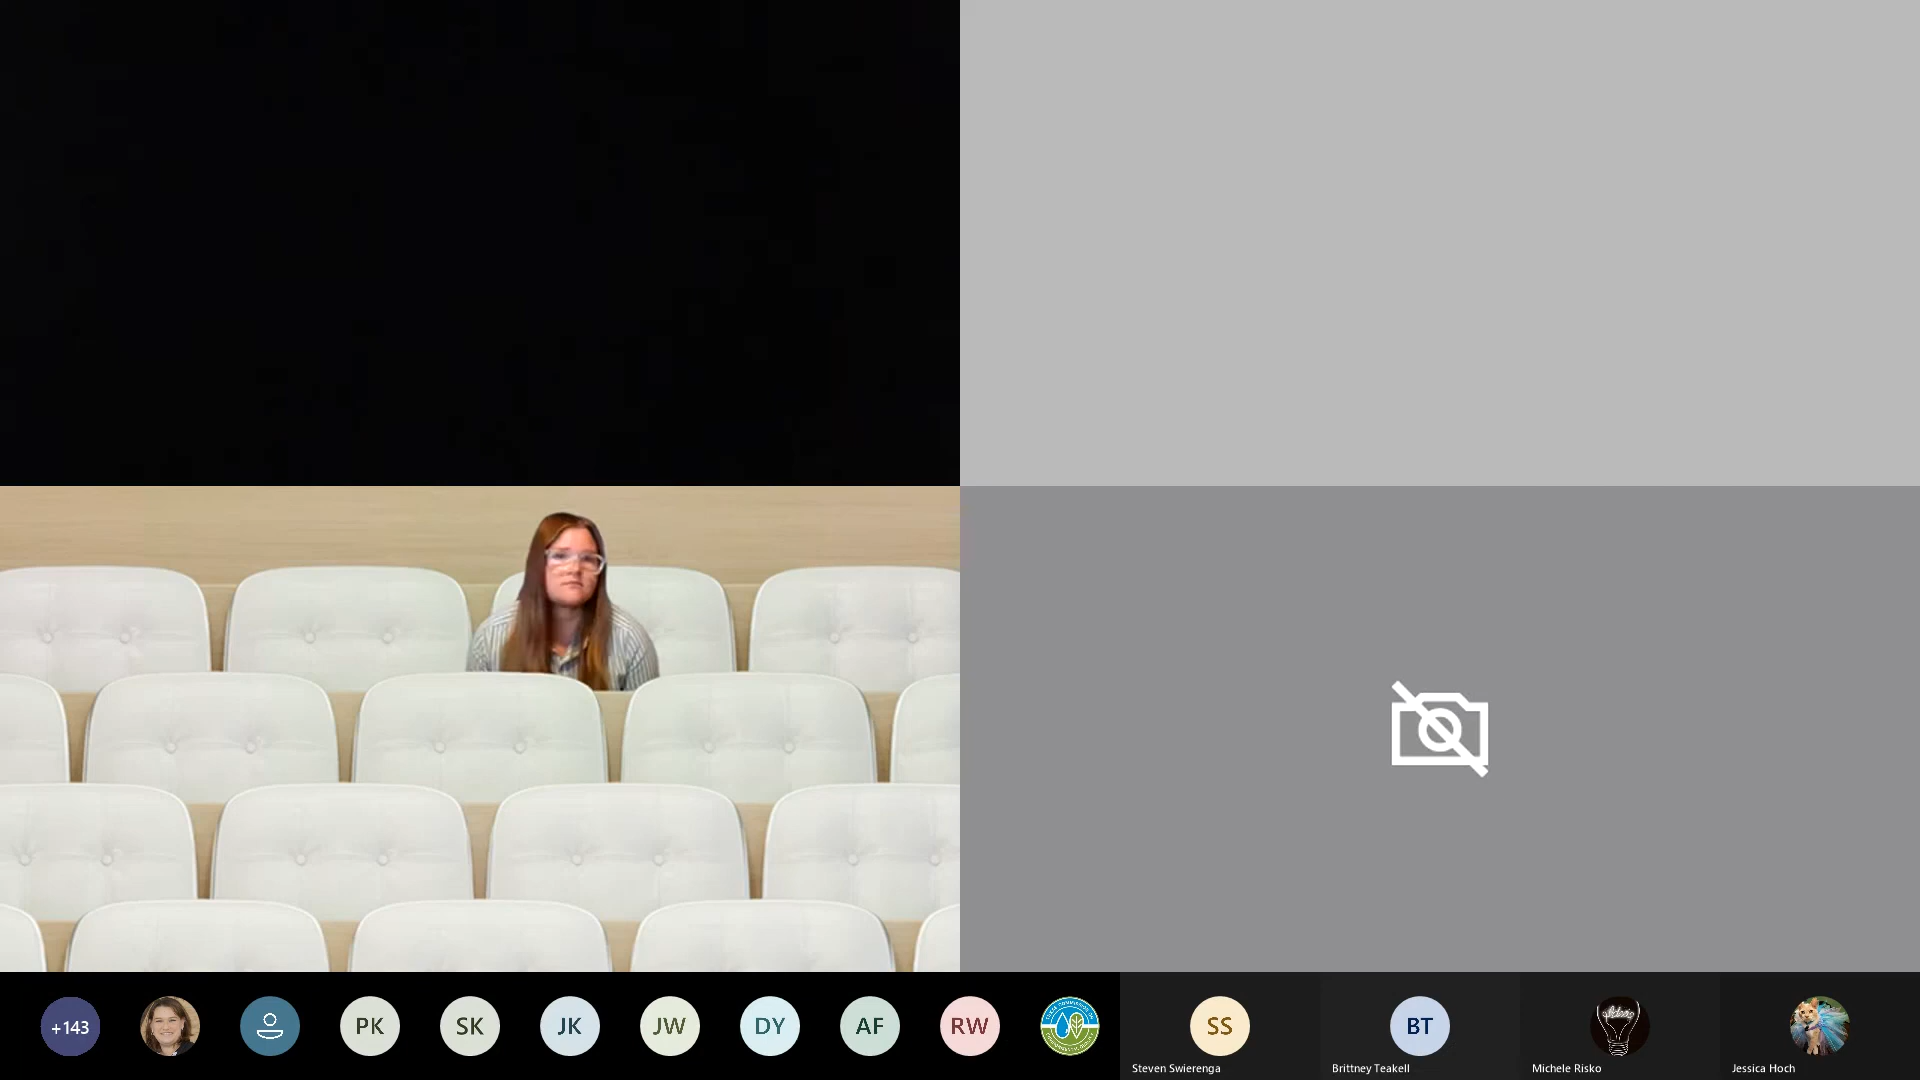 +143
PK
SK
JK
JW
DY
AF
RW
SS
BT
Steven Swierenga
Brittney Teakell
Michele Risko
Jessica Hoch